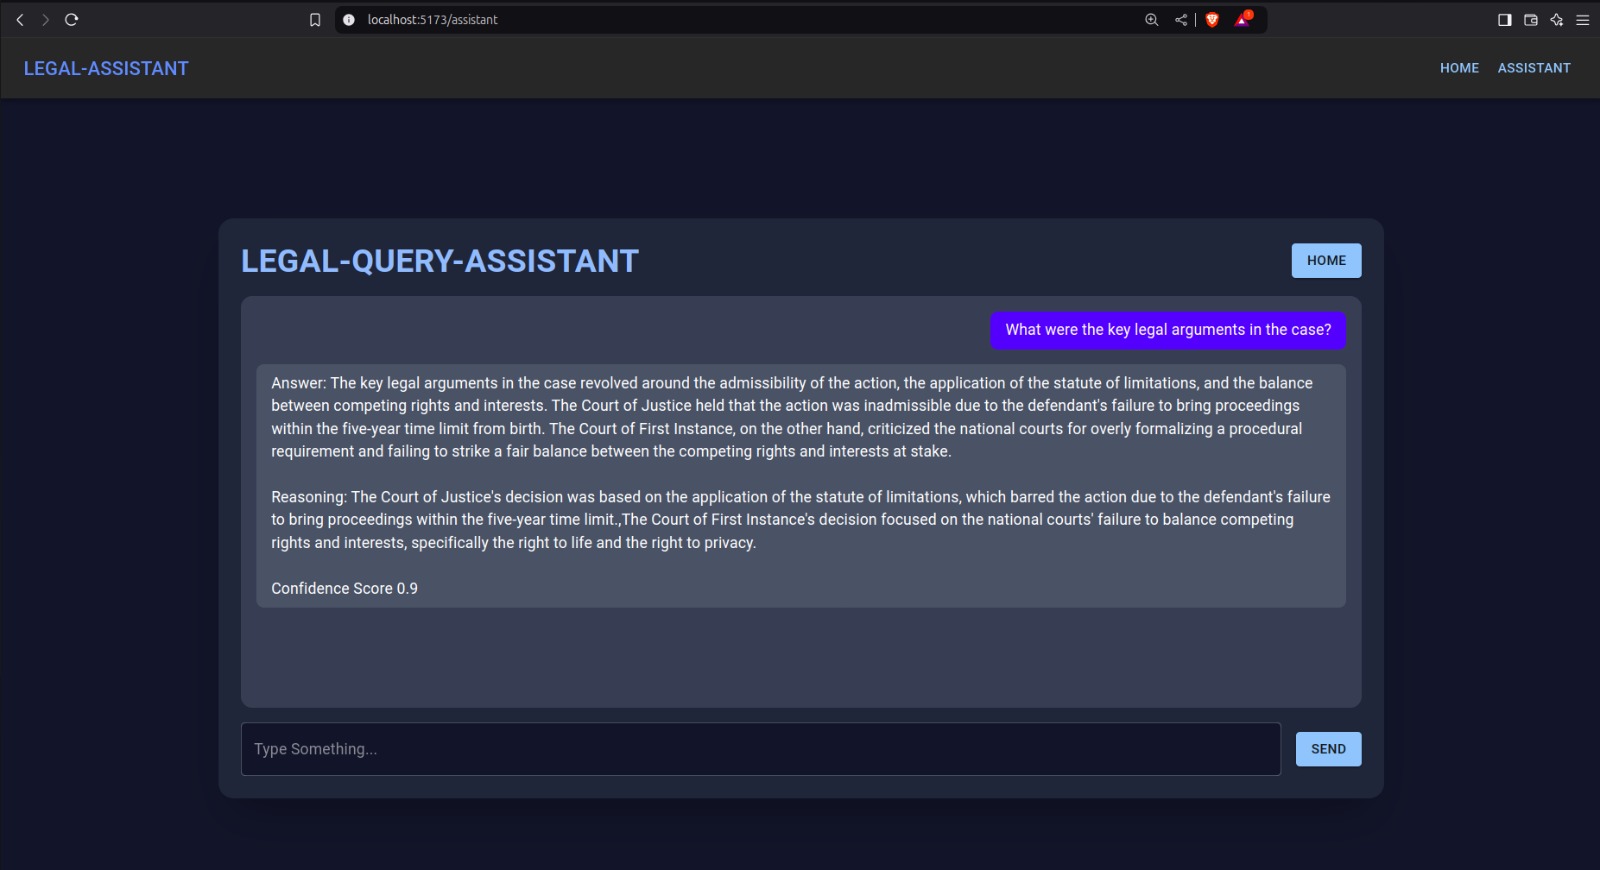 localhost:5173/assistant
LEGAL-ASSISTANT
HOME ASSISTANT
LEGAL-QUERY-ASSISTANT
HOME
What were the key legal arguments in the case?
Answer: The key legal arguments in the case revolved around the admissibility of the action, the application of the statute of limitations, and the balance
between competing rights and interests. The Court of Justice held that the action was inadmissible due to the defendant's failure to bring proceedings
within the five-year time limit from birth. The Court of First Instance, on the other hand, criticized the national courts for overly formalizing a procedural
requirement and failing to strike a fair balance between the competing rights and interests at stake.
Reasoning: The Court of Justice's decision was based on the application of the statute of limitations, which barred the action due to the defendant's failure
to bring proceedings within the five-year time limit.,The Court of First Instance's decision focused on the national courts' failure to balance competing
rights and interests, specifically the right to life and the right to privacy.
Confidence Score 0.9
Type Something...
SEND